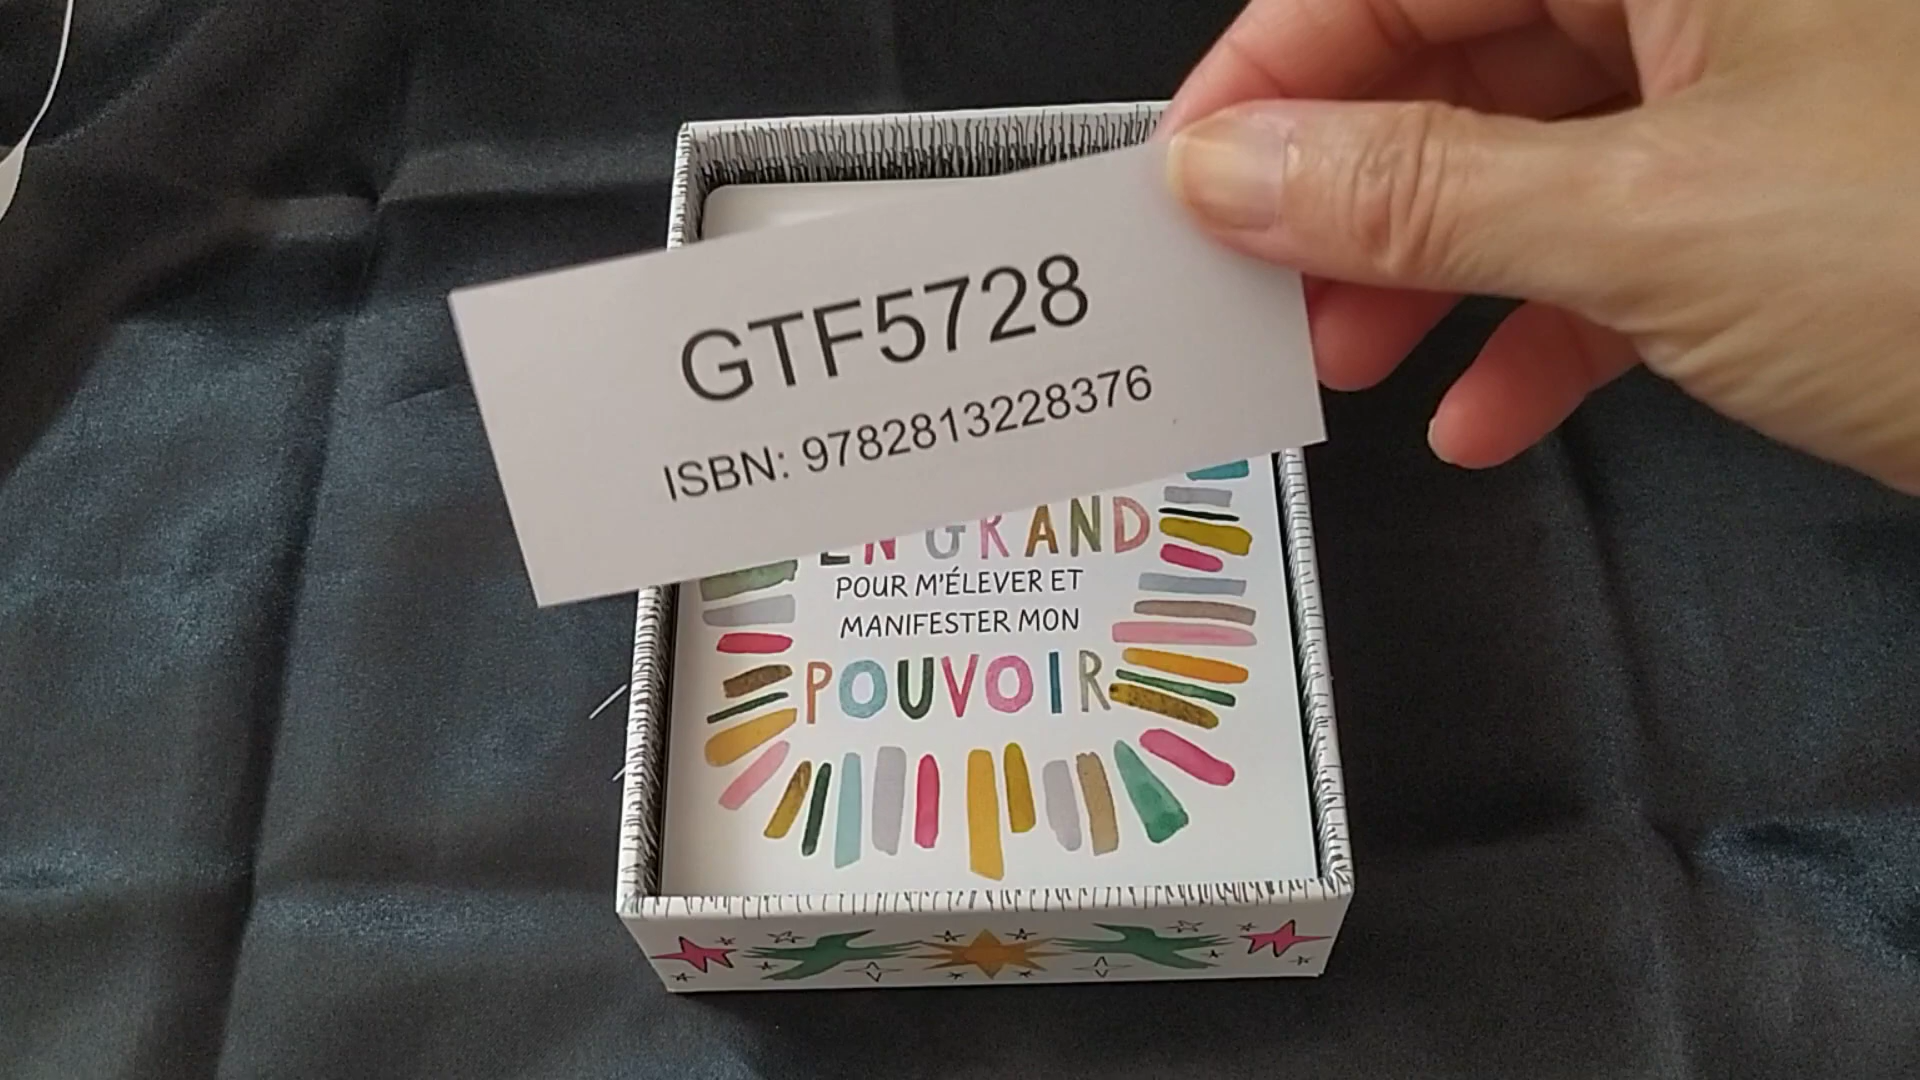 GTF5728
ISBN: 9782813228376
EN GRAND
POUR M'ÉLEVER ET
MANIFESTER MON
POUVOIR